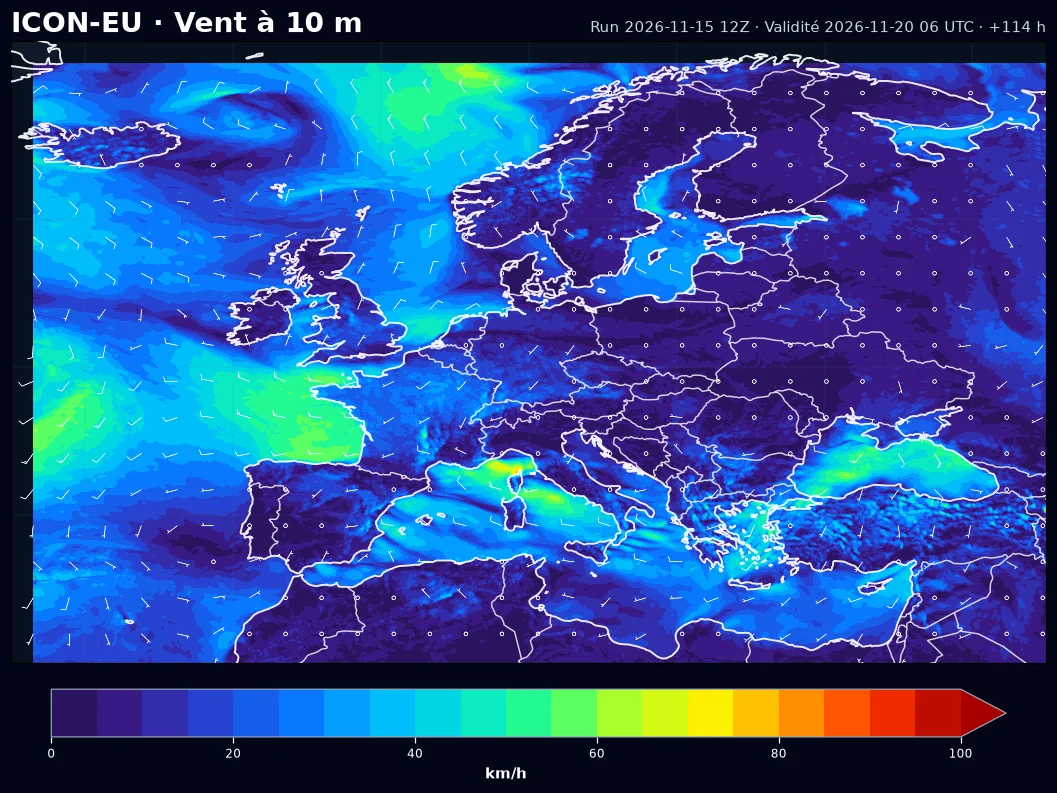 ICON-EU · Vent à 10 m
Run 2026-11-15 12Z · Validité 2026-11-20 06 UTC · +114 h
0 20 40 60 80 100
km/h